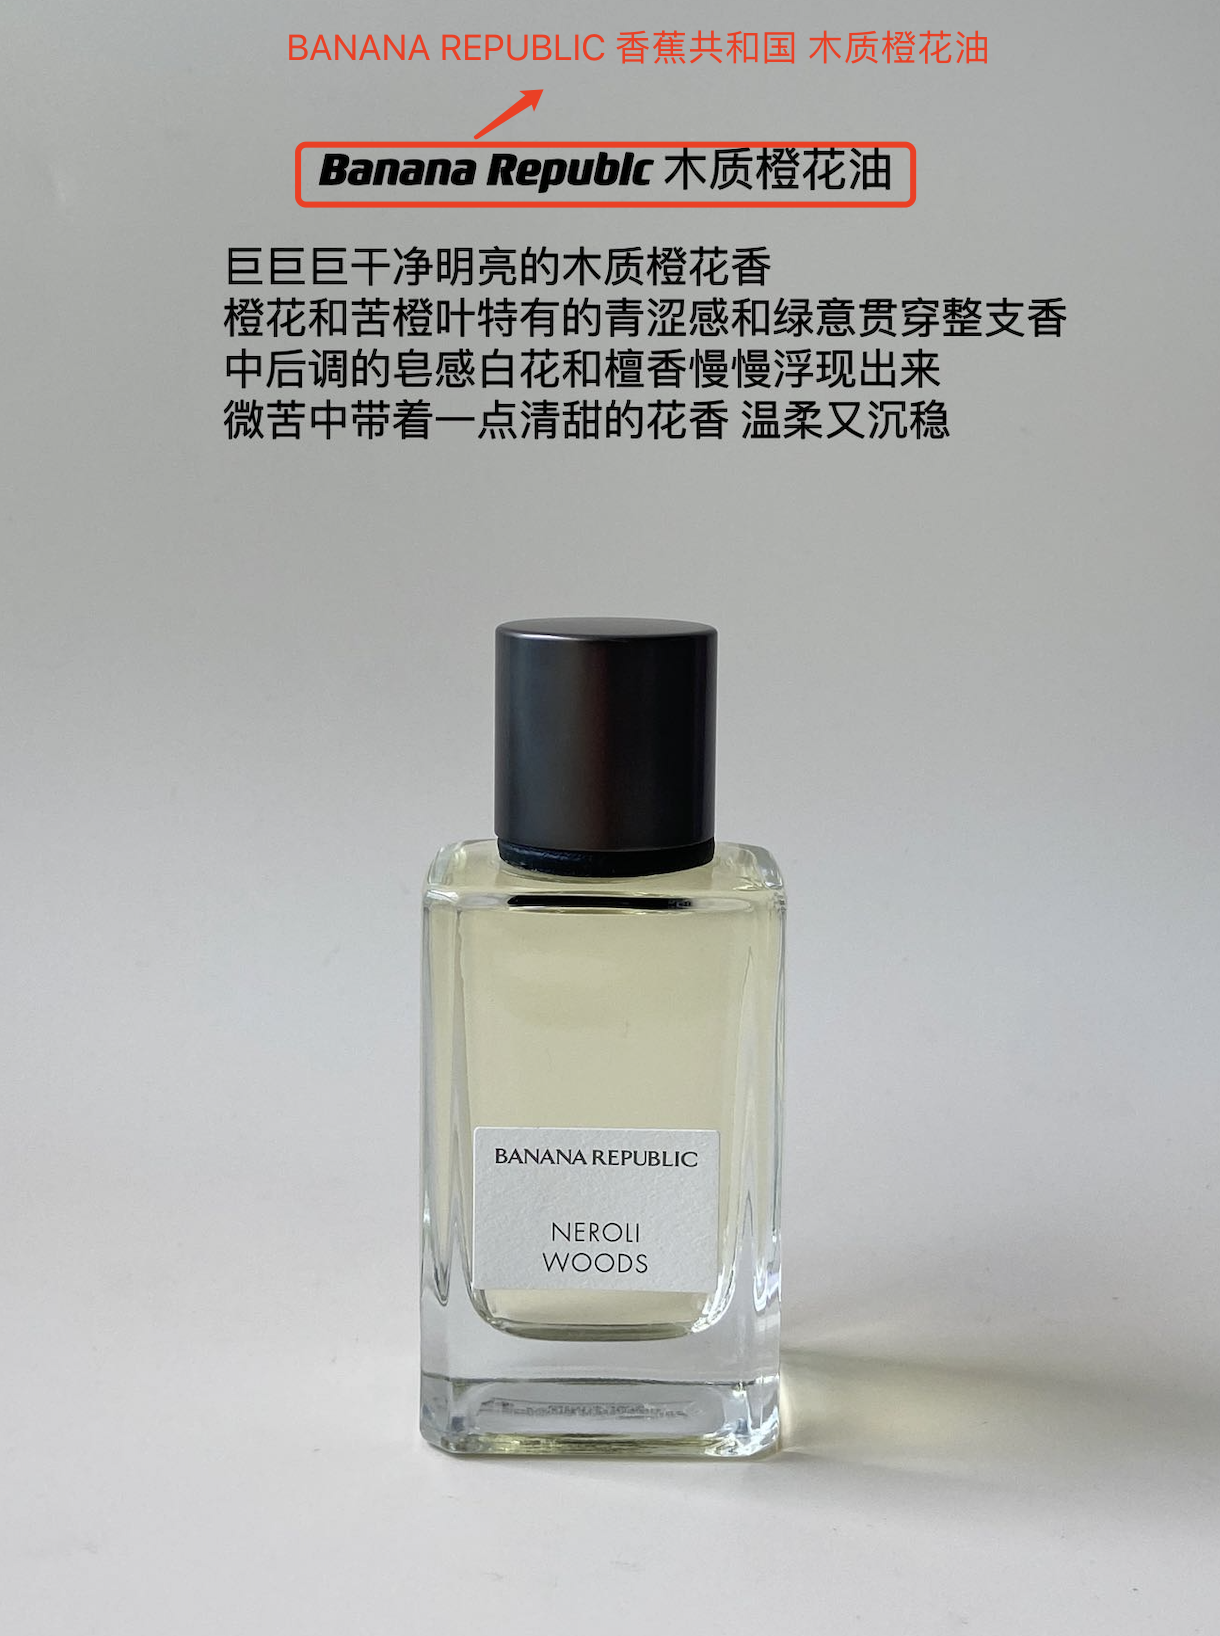 BANANA REPUBLIC 香蕉共和国 木质橙花油
Banana Republc 木质橙花油
巨巨巨干净明亮的木质橙花香
橙花和苦橙叶特有的青涩感和绿意贯穿整支香
中后调的皂感白花和檀香慢慢浮现出来
微苦中带着一点清甜的花香 温柔又沉稳
BANANA REPUBLIC
NEROLI
WOODS